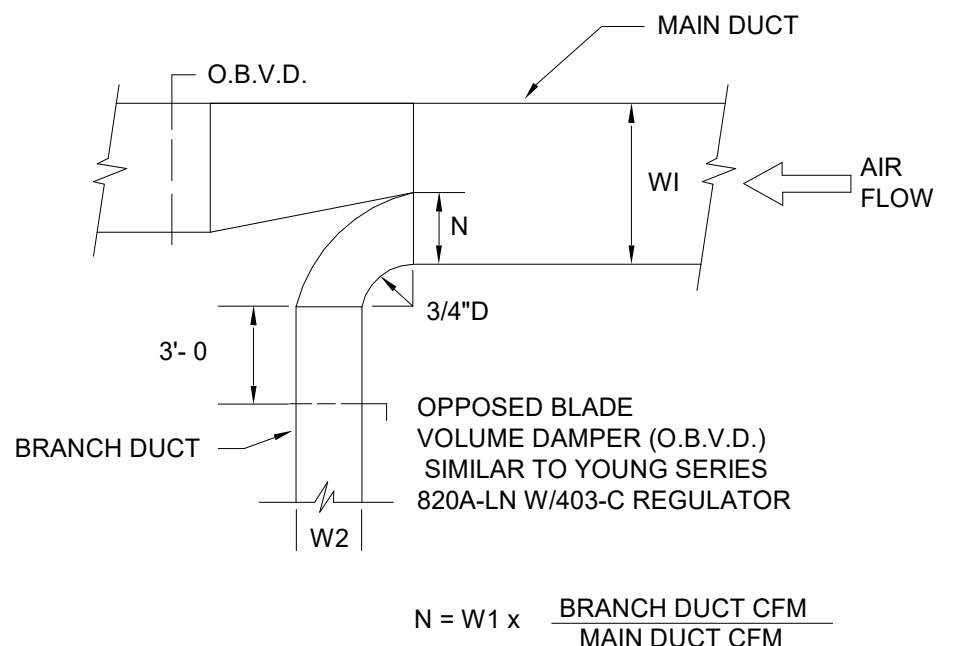 MAIN DUCT
O.B.V.D.
AIR
FLOW
WI
N
3/4"D
3'- 0
OPPOSED BLADE
VOLUME DAMPER (O.B.V.D.)
SIMILAR TO YOUNG SERIES
820A-LN W/403-C REGULATOR
BRANCH DUCT
W2
N = W1 x BRANCH DUCT CFM
MAIN DUCT CFM